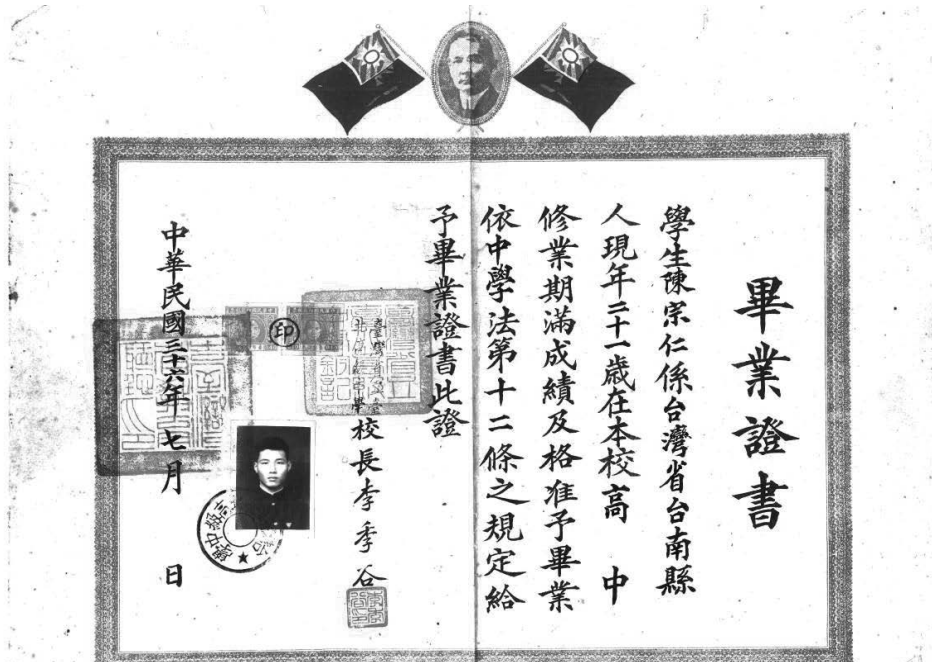 畢業證書
學生陳宗仁係台灣省台南縣
人現年二十一歲在本校高 中
修業期滿成績及格准予畢業
依中學法第十二條之規定給
予畢業證書此證
校長李季谷
印
中華民國三十六年七月 日